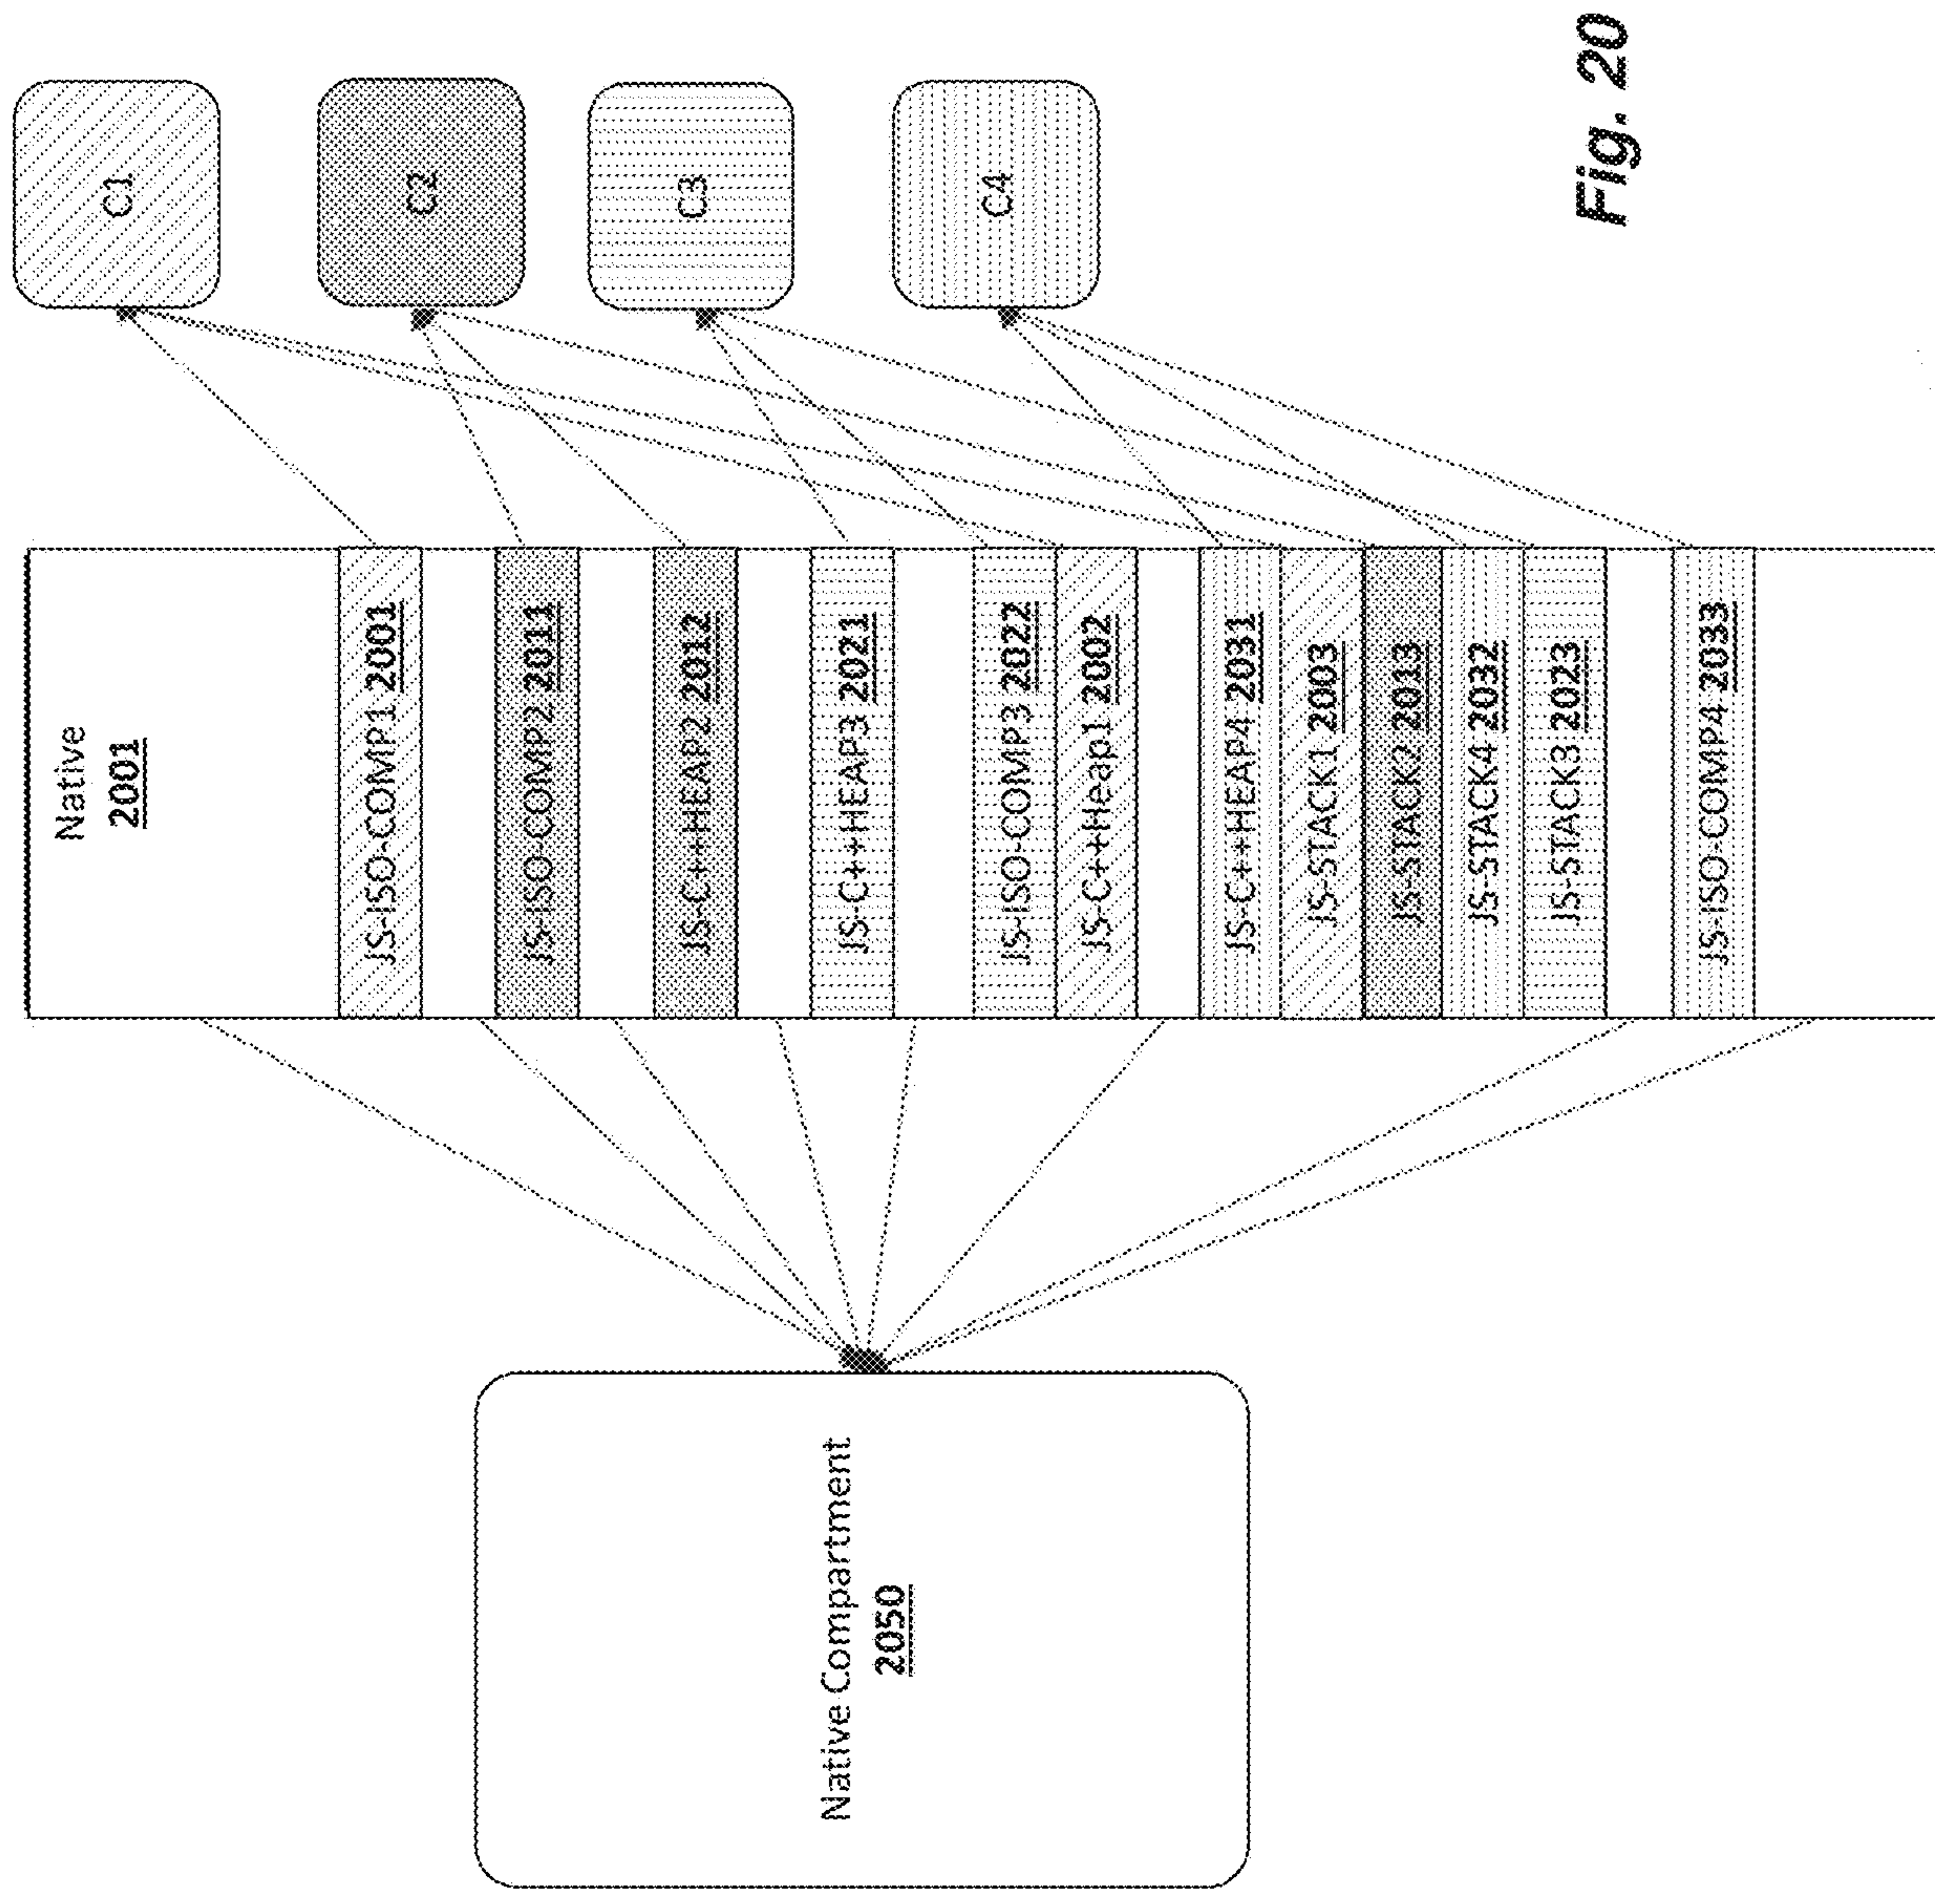 Native
2001
JS-ISO-COMP1 2001
JS-ISO-COMP2 2011
JS-C++HEAP2 2012
JS-C++HEAP3 2021
JS-ISO-COMP3 2022
JS-C++Heap1 2002
JS-C++HEAP4 2031
JS-STACK1 2003
JS-STACK2 2013
JS-STACK4 2032
JS-STACK3 2023
JS-ISO-COMP4 2033
C1
C2
C3
C4
Native Compartment
2050
Fig. 20